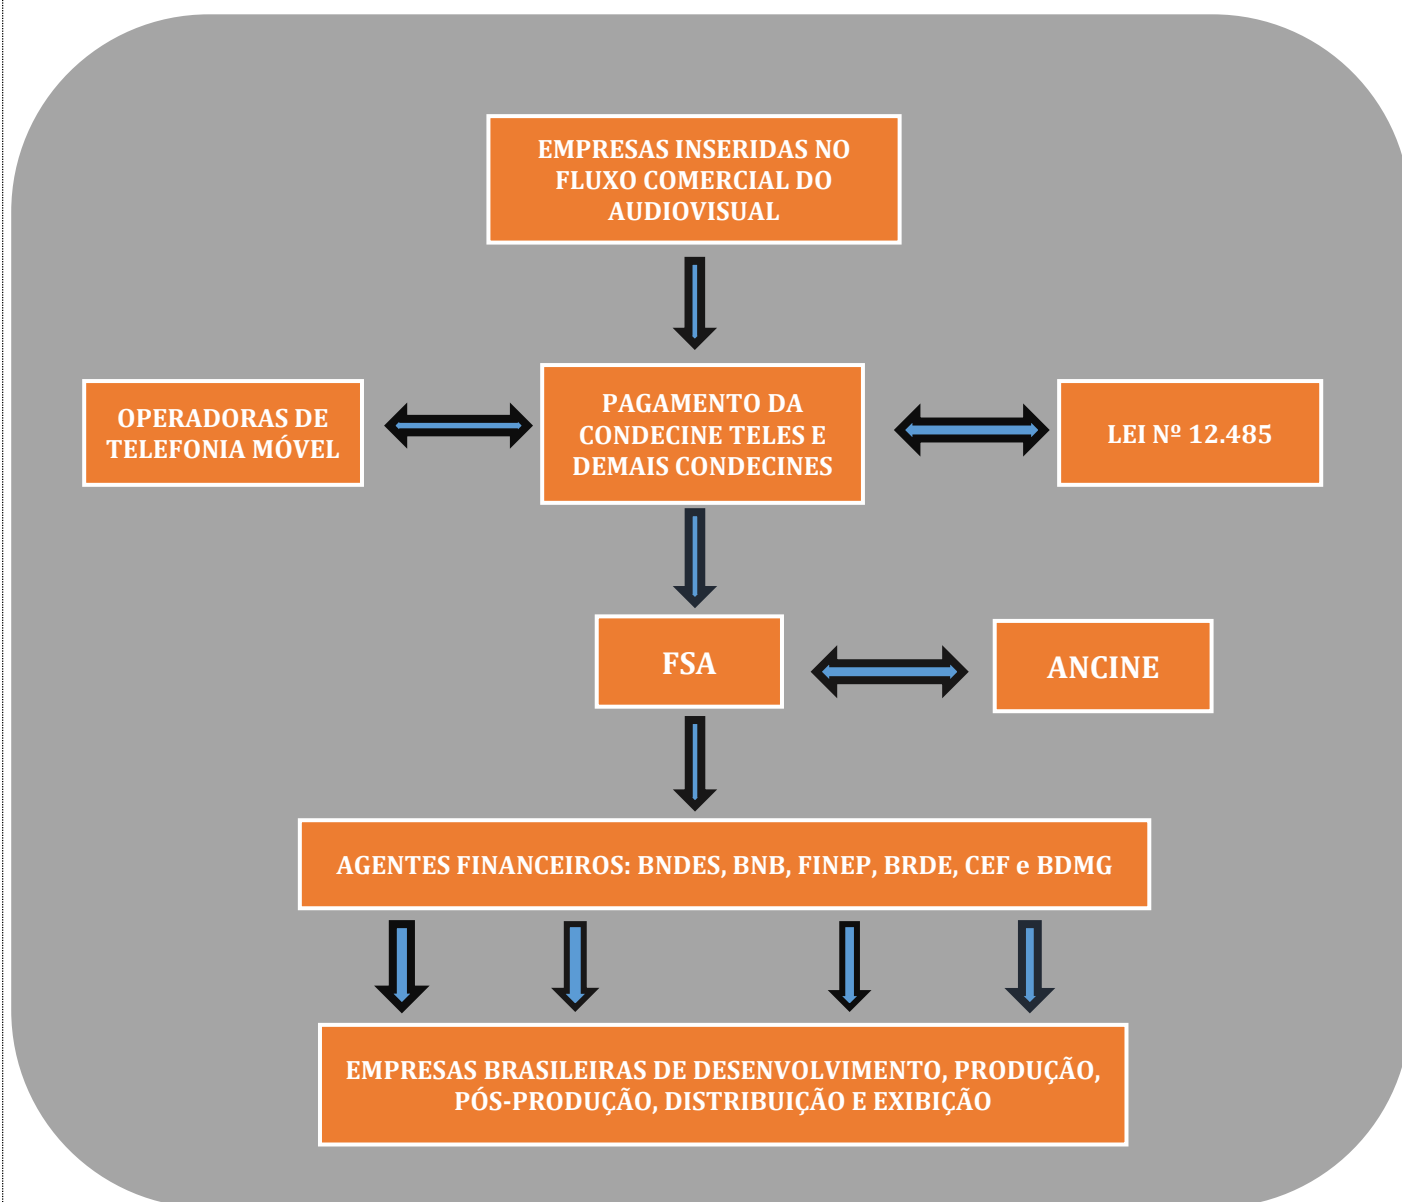 EMPRESAS INSERIDAS NO
FLUXO COMERCIAL DO
AUDIOVISUAL
OPERADORAS DE
TELEFONIA MÓVEL
PAGAMENTO DA
CONDECINE TELES E
DEMAIS CONDECINES
LEI Nº 12.485
FSA
ANCINE
AGENTES FINANCEIROS: BNDES, BNB, FINEP, BRDE, CEF e BDMG
EMPRESAS BRASILEIRAS DE DESENVOLVIMENTO, PRODUÇÃO,
PÓS-PRODUÇÃO, DISTRIBUIÇÃO E EXIBIÇÃO